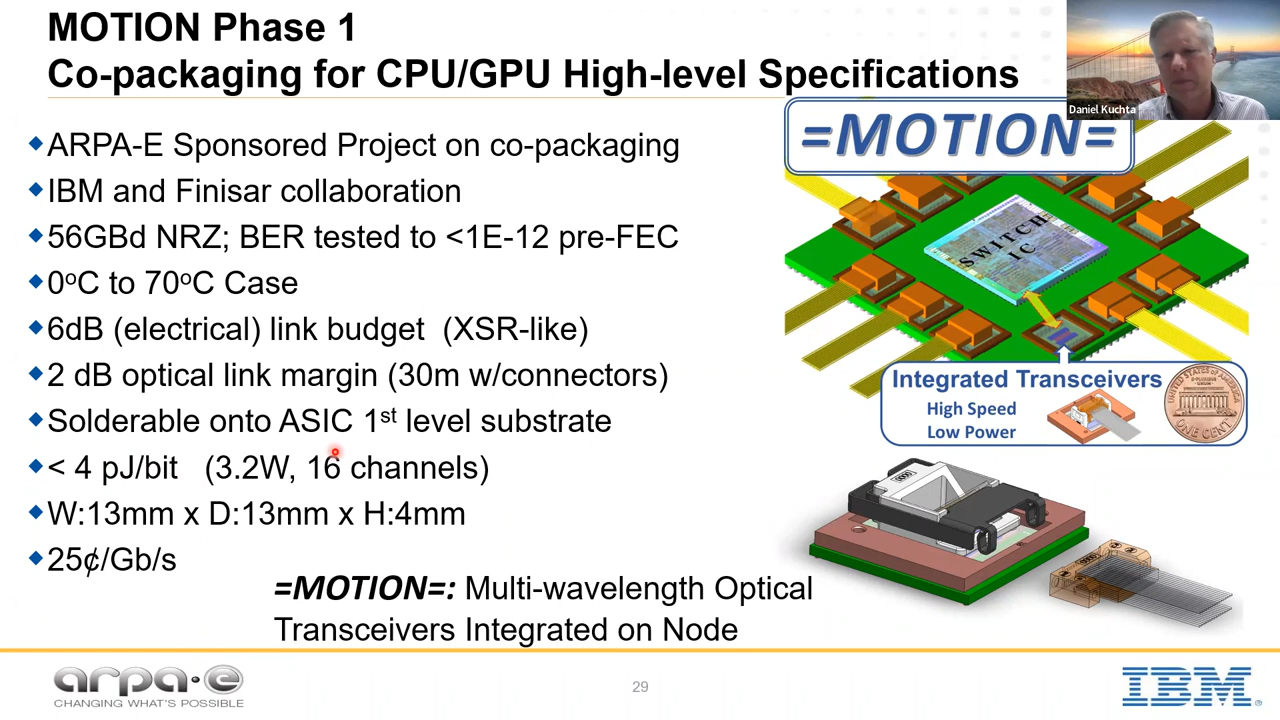 MOTION Phase 1
Co-packaging for CPU/GPU High-level Specifications
Daniel Kuchta
◆ARPA-E Sponsored Project on co-packaging
◆IBM and Finisar collaboration
◆56GBd NRZ; BER tested to <1E-12 pre-FEC
◆0°C to 70°C Case
◆6dB (electrical) link budget (XSR-like)
◆2 dB optical link margin (30m w/connectors)
◆Solderable onto ASIC 1st level substrate
◆< 4 pJ/bit (3.2W, 16 channels)
◆W:13mm x D:13mm x H:4mm
◆25¢/Gb/s
=MOTION=
SWITCH
IC
Integrated Transceivers
High Speed
Low Power
UNITED STATES OF AMERICA
ONE CENT
=MOTION=: Multi-wavelength Optical
Transceivers Integrated on Node
arpa·e
CHANGING WHAT'S POSSIBLE
29
IBM®